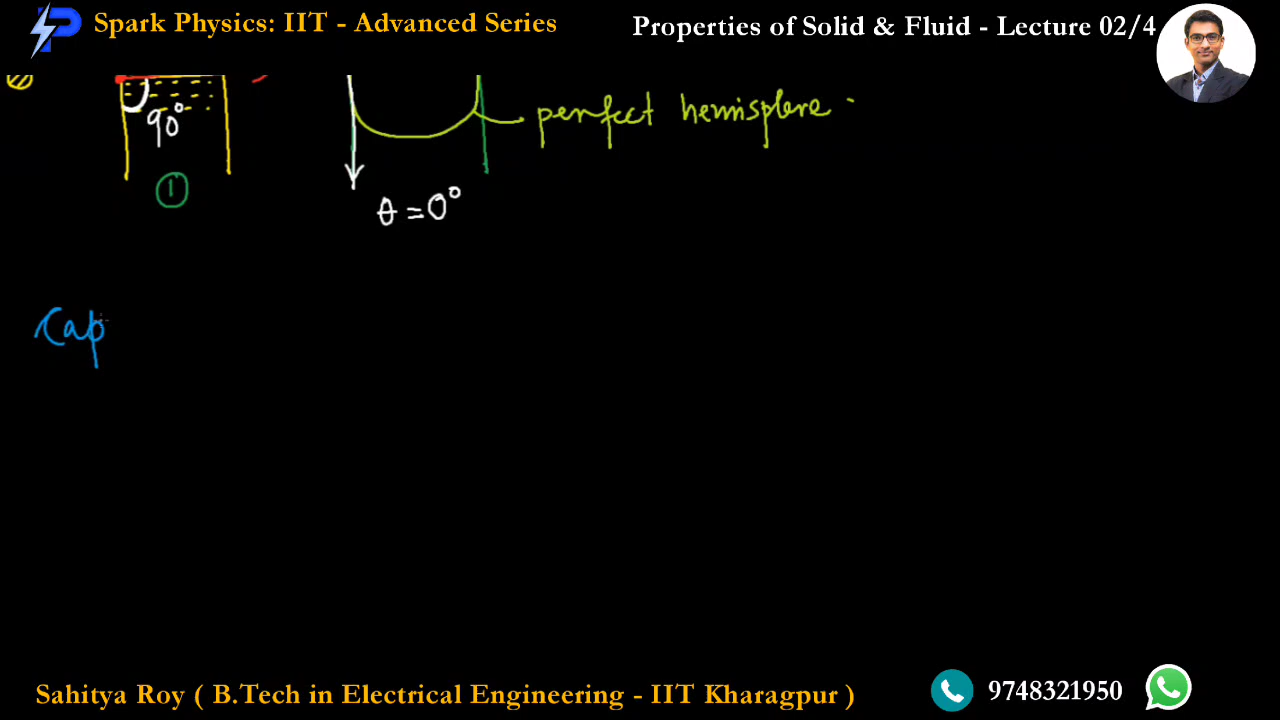 Spark Physics: IIT - Advanced Series
Properties of Solid & Fluid - Lecture 02/4
90°
perfect hemisphere
①
θ = 0°
Cap
Sahitya Roy ( B.Tech in Electrical Engineering - IIT Kharagpur )
9748321950